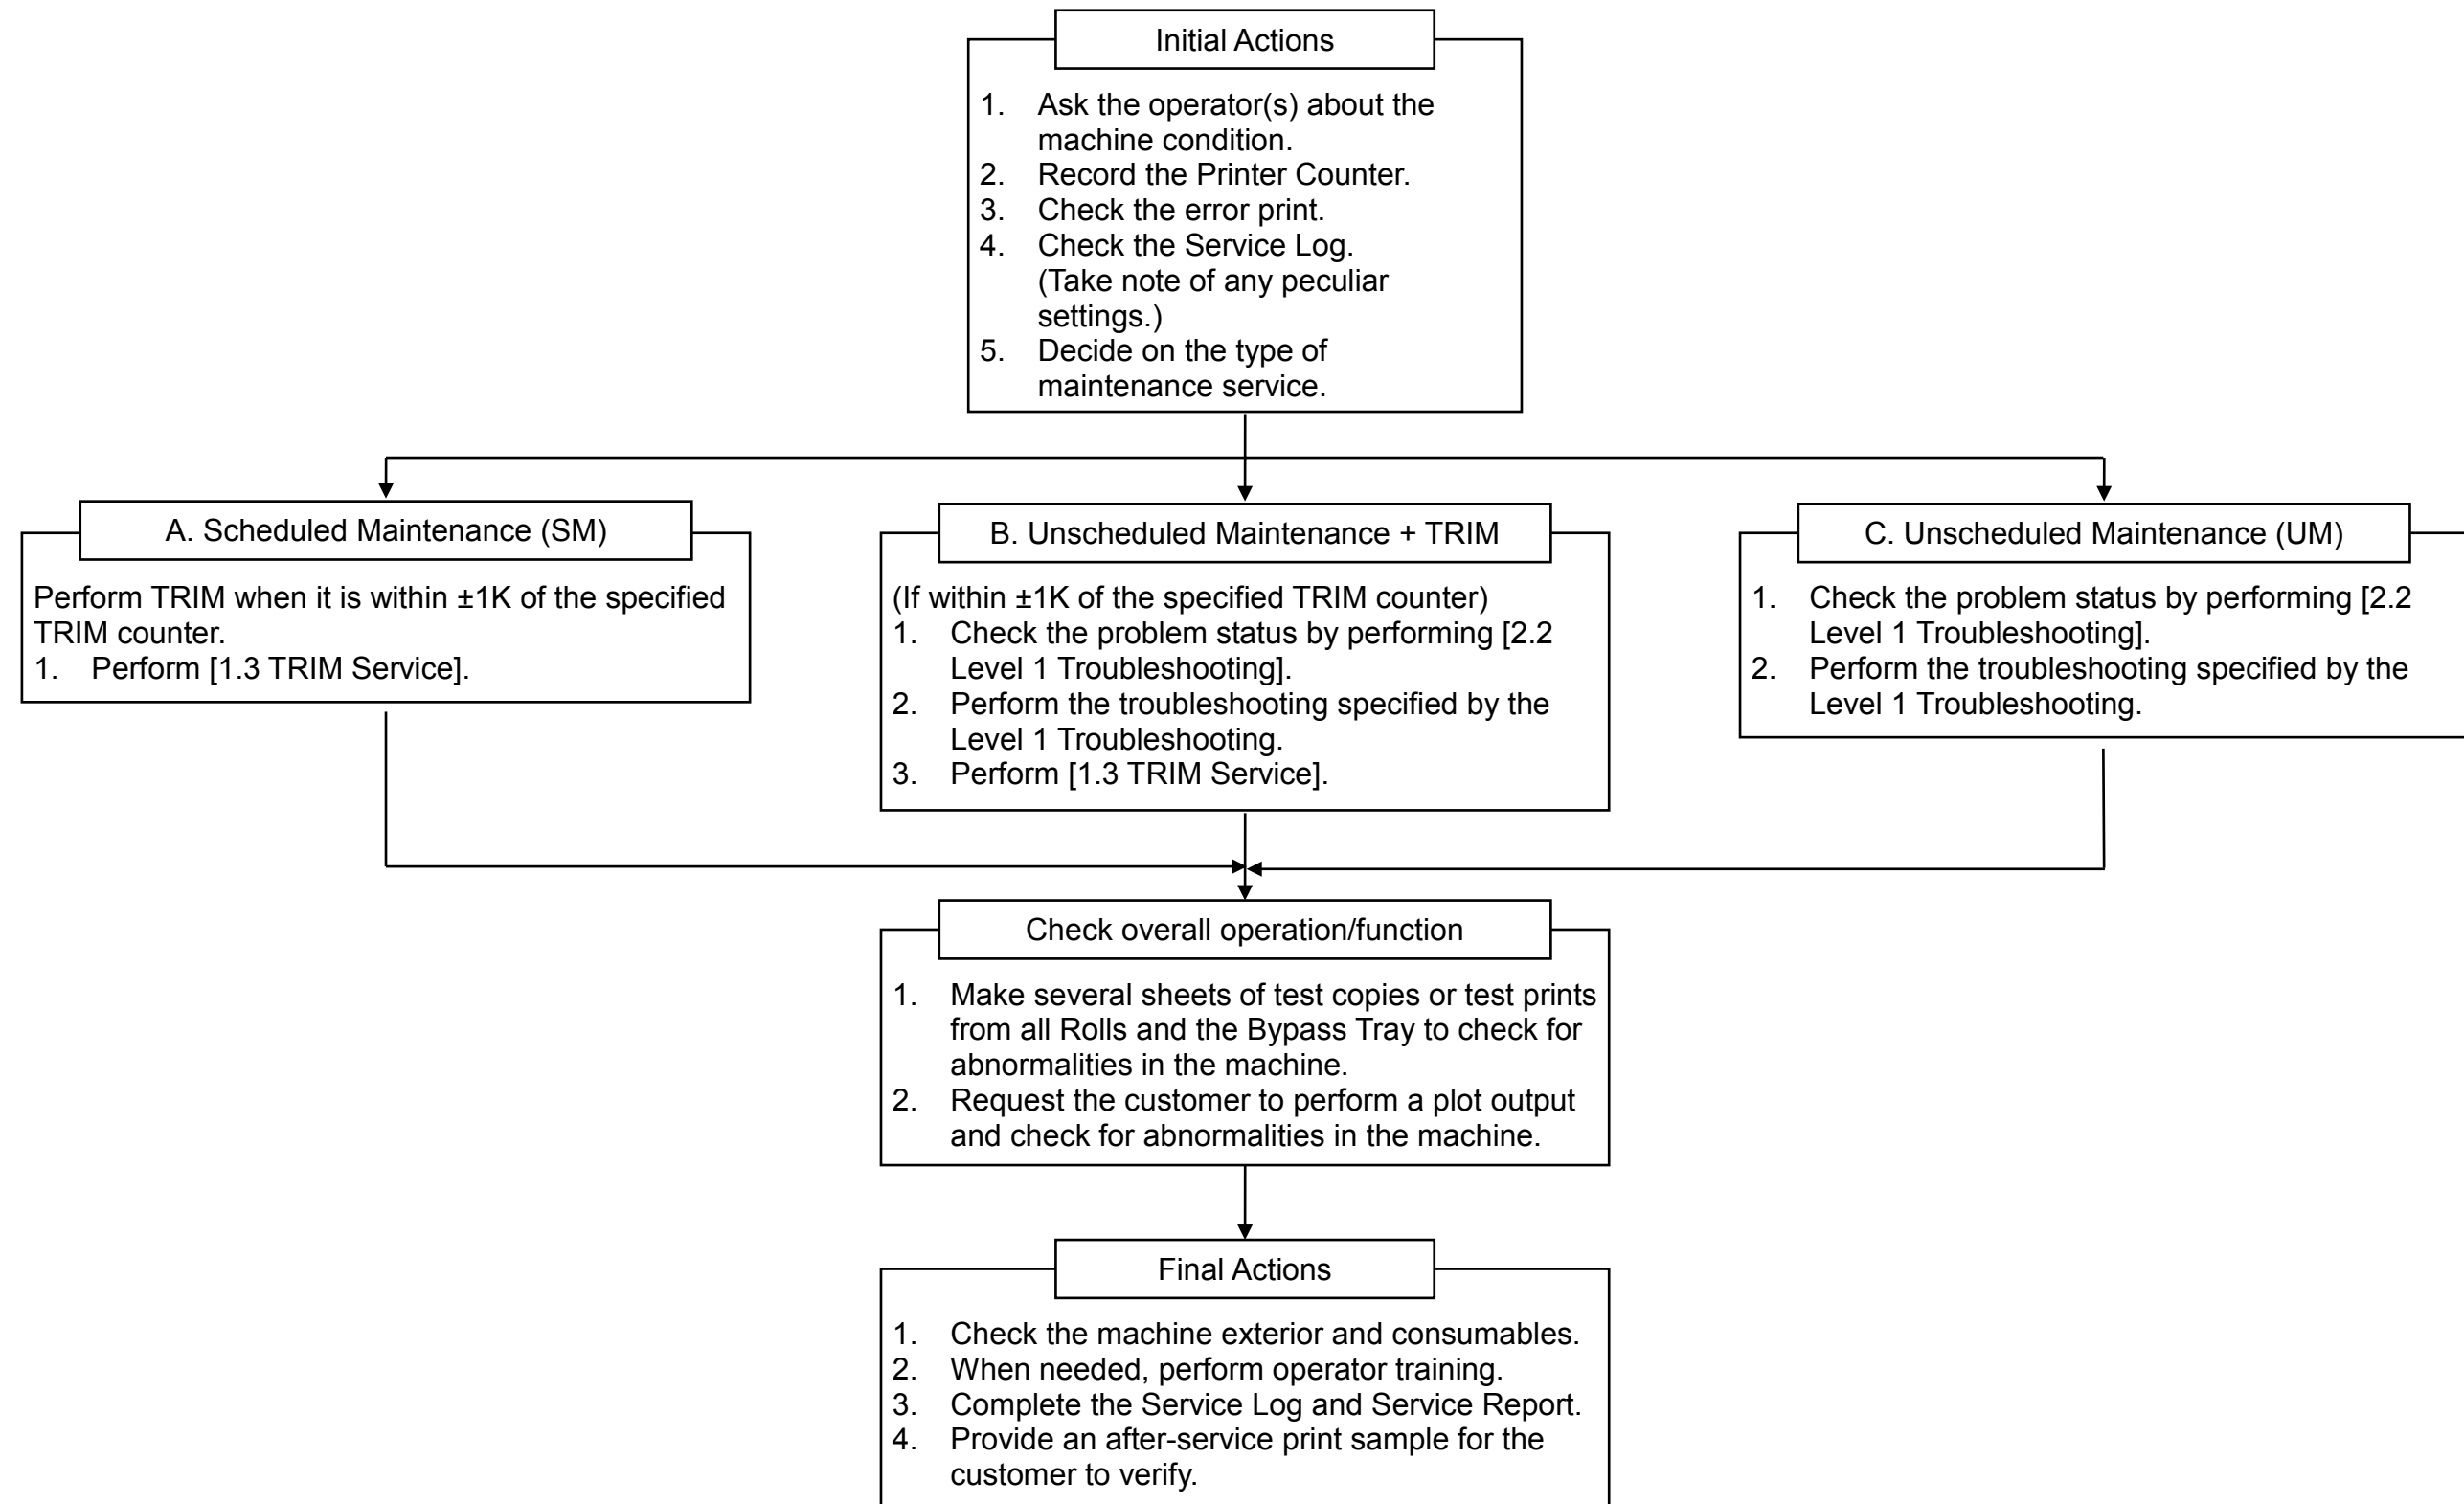 Initial Actions
1. Ask the operator(s) about the
machine condition.
2. Record the Printer Counter.
3. Check the error print.
4. Check the Service Log.
(Take note of any peculiar
settings.)
5. Decide on the type of
maintenance service.
A. Scheduled Maintenance (SM)
Perform TRIM when it is within ±1K of the specified
TRIM counter.
1. Perform [1.3 TRIM Service].
B. Unscheduled Maintenance + TRIM
(If within ±1K of the specified TRIM counter)
1. Check the problem status by performing [2.2
Level 1 Troubleshooting].
2. Perform the troubleshooting specified by the
Level 1 Troubleshooting.
3. Perform [1.3 TRIM Service].
C. Unscheduled Maintenance (UM)
1. Check the problem status by performing [2.2
Level 1 Troubleshooting].
2. Perform the troubleshooting specified by the
Level 1 Troubleshooting.
Check overall operation/function
1. Make several sheets of test copies or test prints
from all Rolls and the Bypass Tray to check for
abnormalities in the machine.
2. Request the customer to perform a plot output
and check for abnormalities in the machine.
Final Actions
1. Check the machine exterior and consumables.
2. When needed, perform operator training.
3. Complete the Service Log and Service Report.
4. Provide an after-service print sample for the
customer to verify.